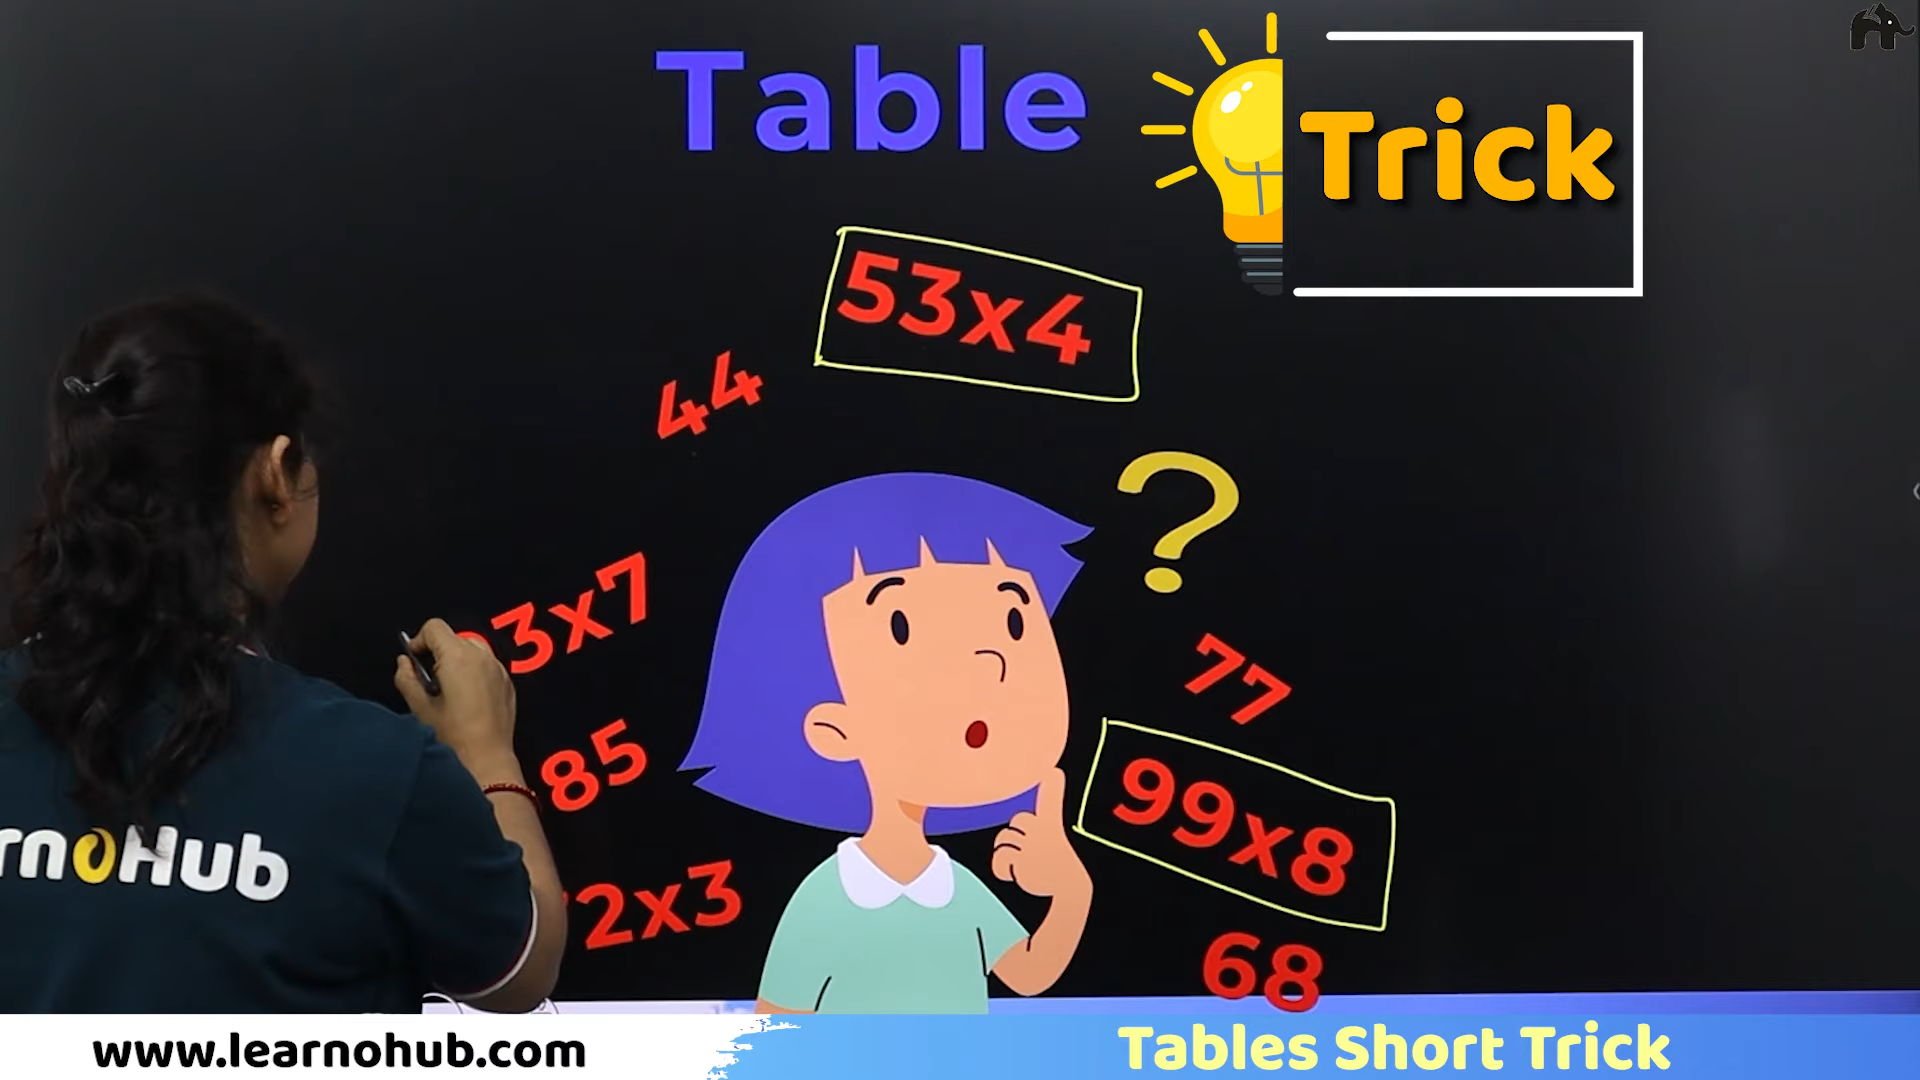 Table
Trick
53x4
44
3x7
77
85
99x8
2x3
68
rnoHub
www.learnohub.com
Tables Short Trick